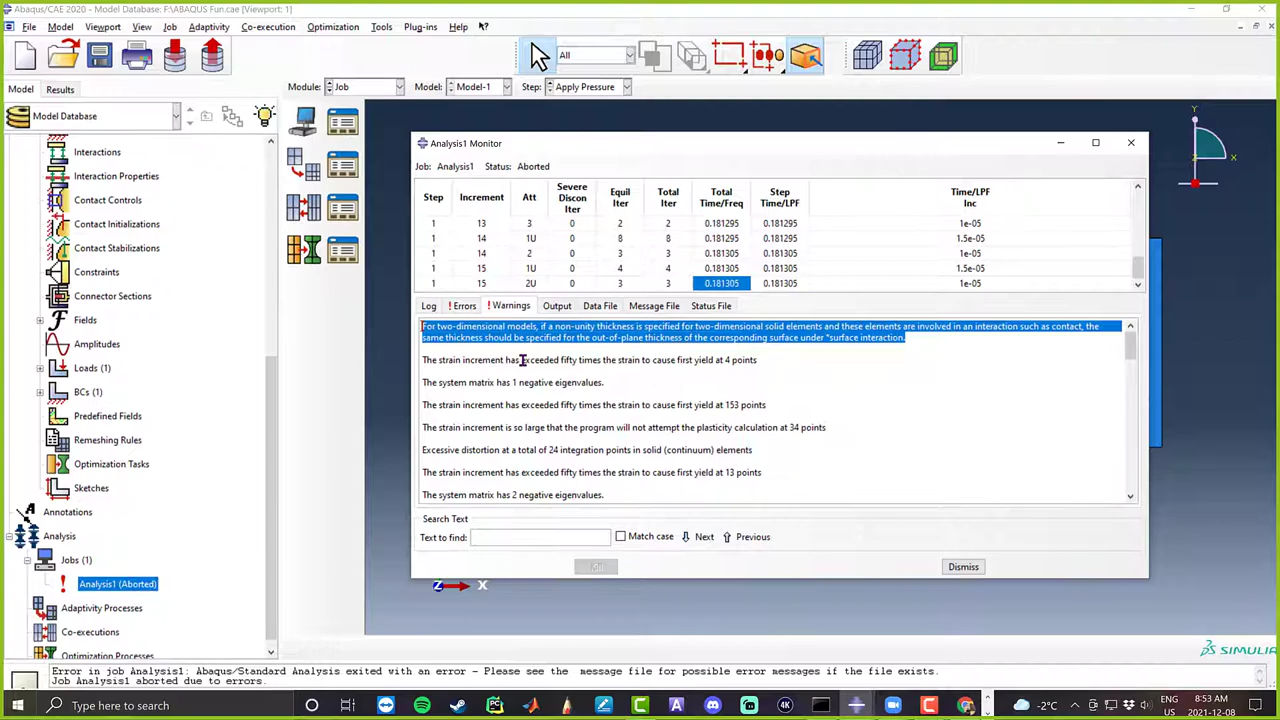 Abaqus/CAE 2020 - Model Database: F:\ABAQUS Fun.cae [Viewport: 1]
File Model Viewport View Job Adaptivity Co-execution Optimization Tools Plug-ins Help
All
Model Results
Module: Job Model: Model-1 Step: Apply Pressure
Model Database
Interactions
Interaction Properties
Contact Controls
Contact Initializations
Contact Stabilizations
Constraints
Connector Sections
Fields
Amplitudes
Loads (1)
BCs (1)
Predefined Fields
Remeshing Rules
Optimization Tasks
Sketches
Annotations
Analysis
Jobs (1)
Analysis1 (Aborted)
Adaptivity Processes
Co-executions
Optimization Processes
Analysis1 Monitor
Job: Analysis1 Status: Aborted
Step Increment Att Severe Discon Iter Equil Iter Total Iter Total Time/Freq Step Time/LPF Time/LPF Inc
1 13 3 0 2 2 0.181295 0.181295 1e-05
1 14 1U 0 8 8 0.181295 0.181295 1.5e-05
1 14 2 0 3 3 0.181305 0.181305 1e-05
1 15 1U 0 4 4 0.181305 0.181305 1.5e-05
1 15 2U 0 3 3 0.181305 0.181305 1e-05
Log ! Errors ! Warnings Output Data File Message File Status File
For two-dimensional models, if a non-unity thickness is specified for two-dimensional solid elements and these elements are involved in an interaction such as contact, the
same thickness should be specified for the out-of-plane thickness of the corresponding surface under *surface interaction.
The strain increment has exceeded fifty times the strain to cause first yield at 4 points
The system matrix has 1 negative eigenvalues.
The strain increment has exceeded fifty times the strain to cause first yield at 153 points
The strain increment is so large that the program will not attempt the plasticity calculation at 34 points
Excessive distortion at a total of 24 integration points in solid (continuum) elements
The strain increment has exceeded fifty times the strain to cause first yield at 13 points
The system matrix has 2 negative eigenvalues.
Search Text
Text to find: Match case Next Previous
Kill Dismiss
Y
X
Z X
SIMULIA
Error in job Analysis1: Abaqus/Standard Analysis exited with an error - Please see the message file for possible error messages if the file exists.
Job Analysis1 aborted due to errors.
Type here to search
-2°C
ENG
US
8:53 AM
2021-12-08